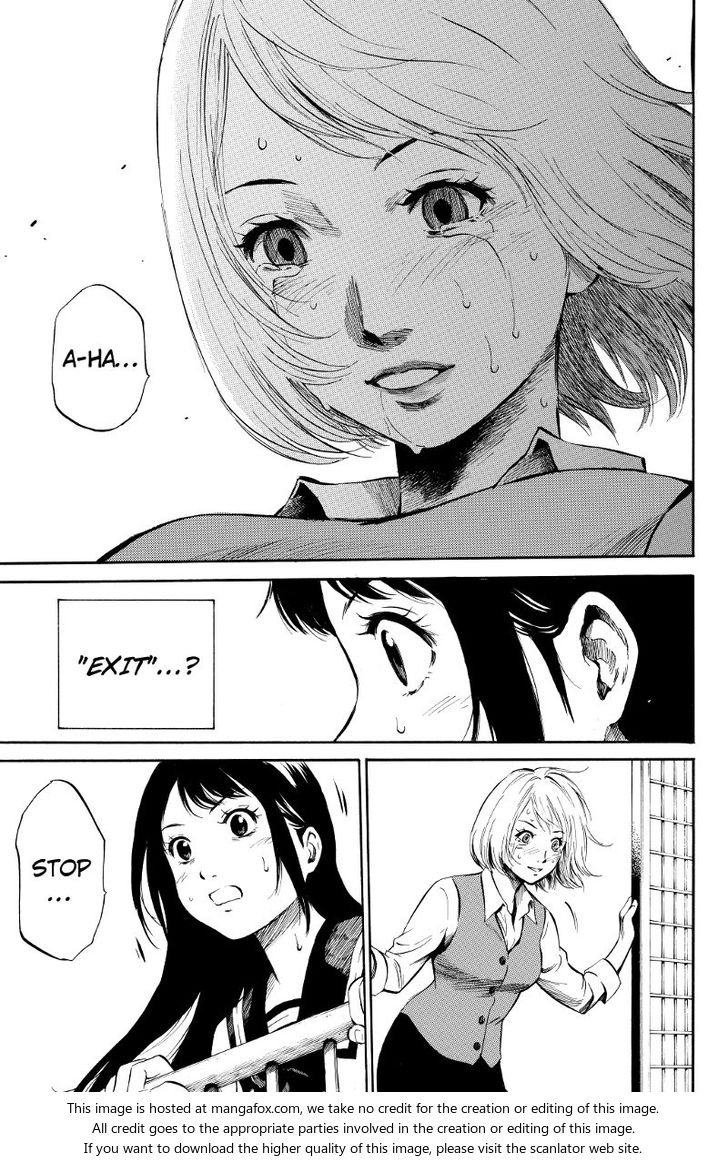 A-HA...
"EXIT"...?
STOP
...
This image is hosted at mangafox.com, we take no credit for the creation or editing of this image.
All credit goes to the appropriate parties involved in the creation or editing of this image.
If you want to download the higher quality of this image, please visit the scanlator web site.